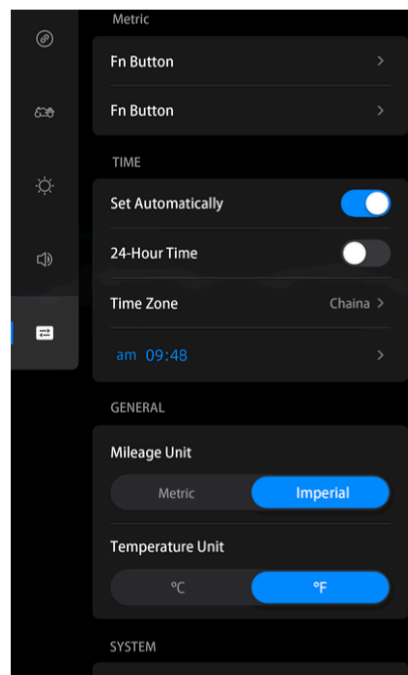 Metric
Fn Button
Fn Button
TIME
Set Automatically
24-Hour Time
Time Zone Chaina
am 09:48
GENERAL
Mileage Unit
Metric Imperial
Temperature Unit
°C °F
SYSTEM